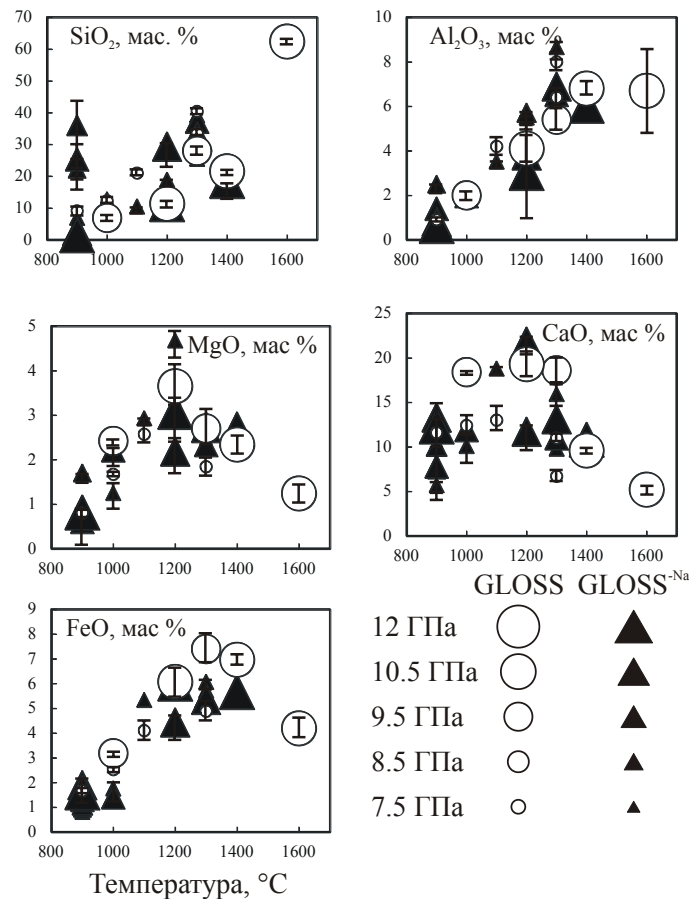 SiO₂, мас. %
70
60
50
40
30
20
10
0
800 1000 1200 1400 1600
Al₂O₃, мас %
10
8
6
4
2
0
800 1000 1200 1400 1600
MgO, мас %
5
4
3
2
1
0
800 1000 1200 1400 1600
CaO, мас %
25
20
15
10
5
0
800 1000 1200 1400 1600
FeO, мас %
9
8
7
6
5
4
3
2
1
0
800 1000 1200 1400 1600
Температура, °C
GLOSS GLOSS⁻ᴺᵃ
12 ГПа
10.5 ГПа
9.5 ГПа
8.5 ГПа
7.5 ГПа